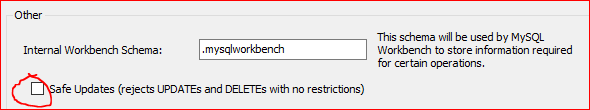 Other
Internal Workbench Schema: .mysqlworkbench
This schema will be used by MySQL
Workbench to store information required
for certain operations.
Safe Updates (rejects UPDATEs and DELETEs with no restrictions)